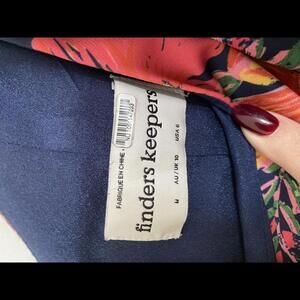 finders keepers
M AU / UK 10 USA 6
FABRIQUE EN CHINE